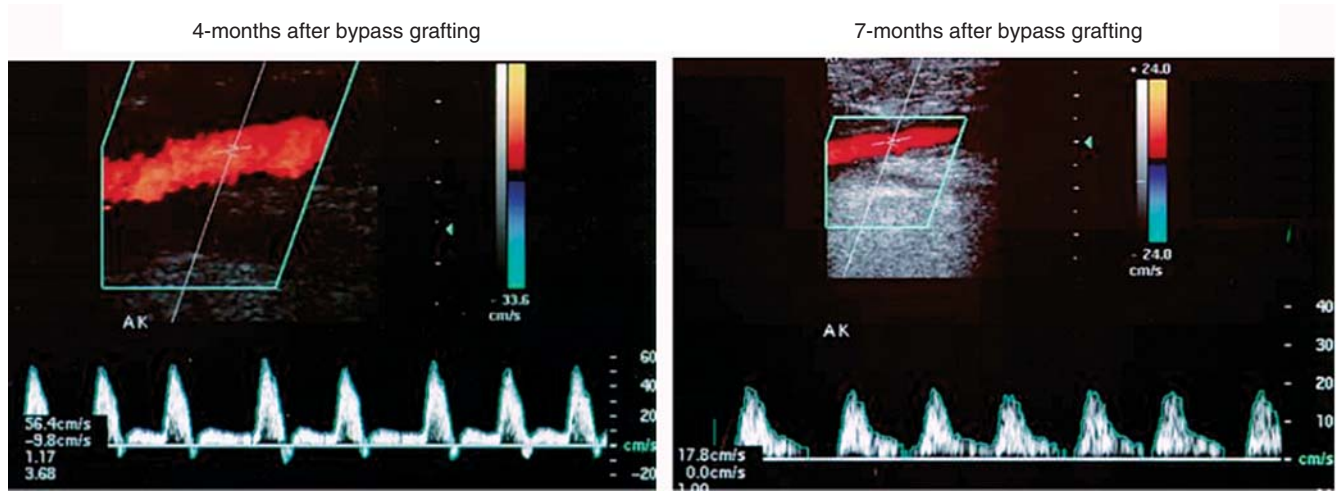 4-months after bypass grafting
- 33.6
cm/s
AK
60
40
20
cm/s
-20
56.4cm/s
-9.8cm/s
1.17
3.68
7-months after bypass grafting
+ 24.0
- 24.0
cm/s
AK
40
30
20
10
cm/s
17.8cm/s
0.0cm/s
1.00